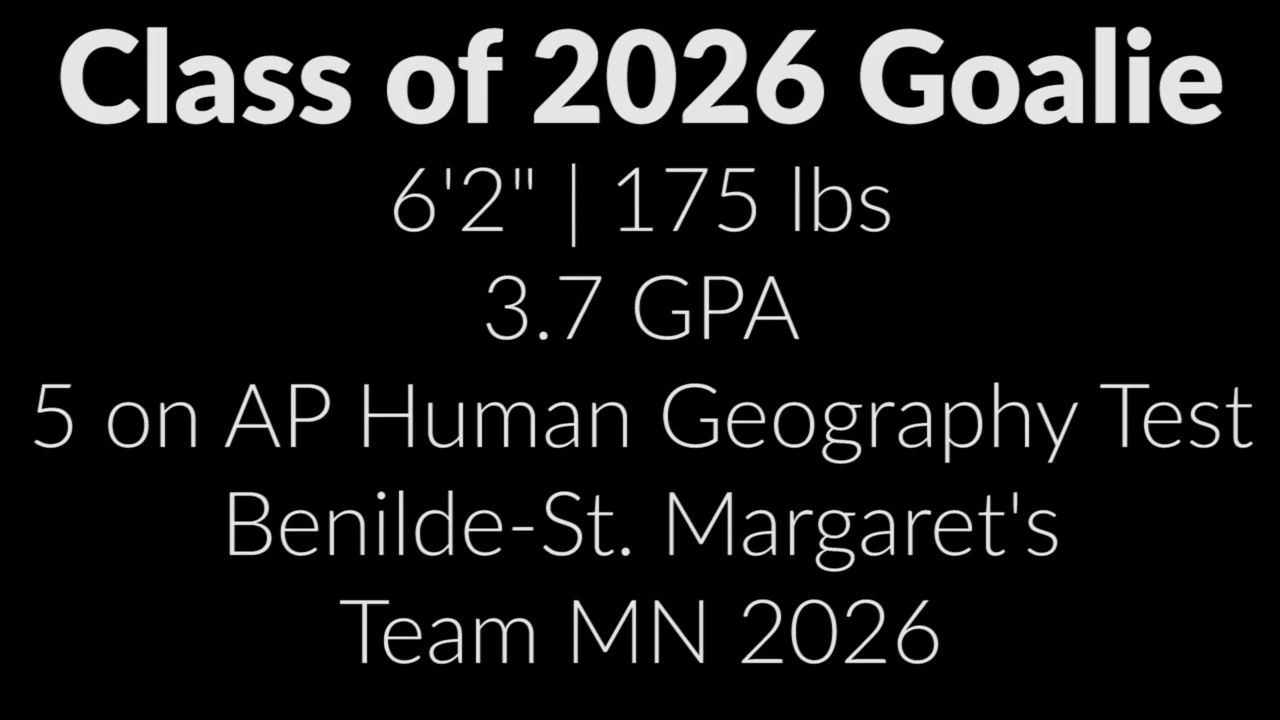 Class of 2026 Goalie
6'2" | 175 lbs
3.7 GPA
5 on AP Human Geography Test
Benilde-St. Margaret's
Team MN 2026